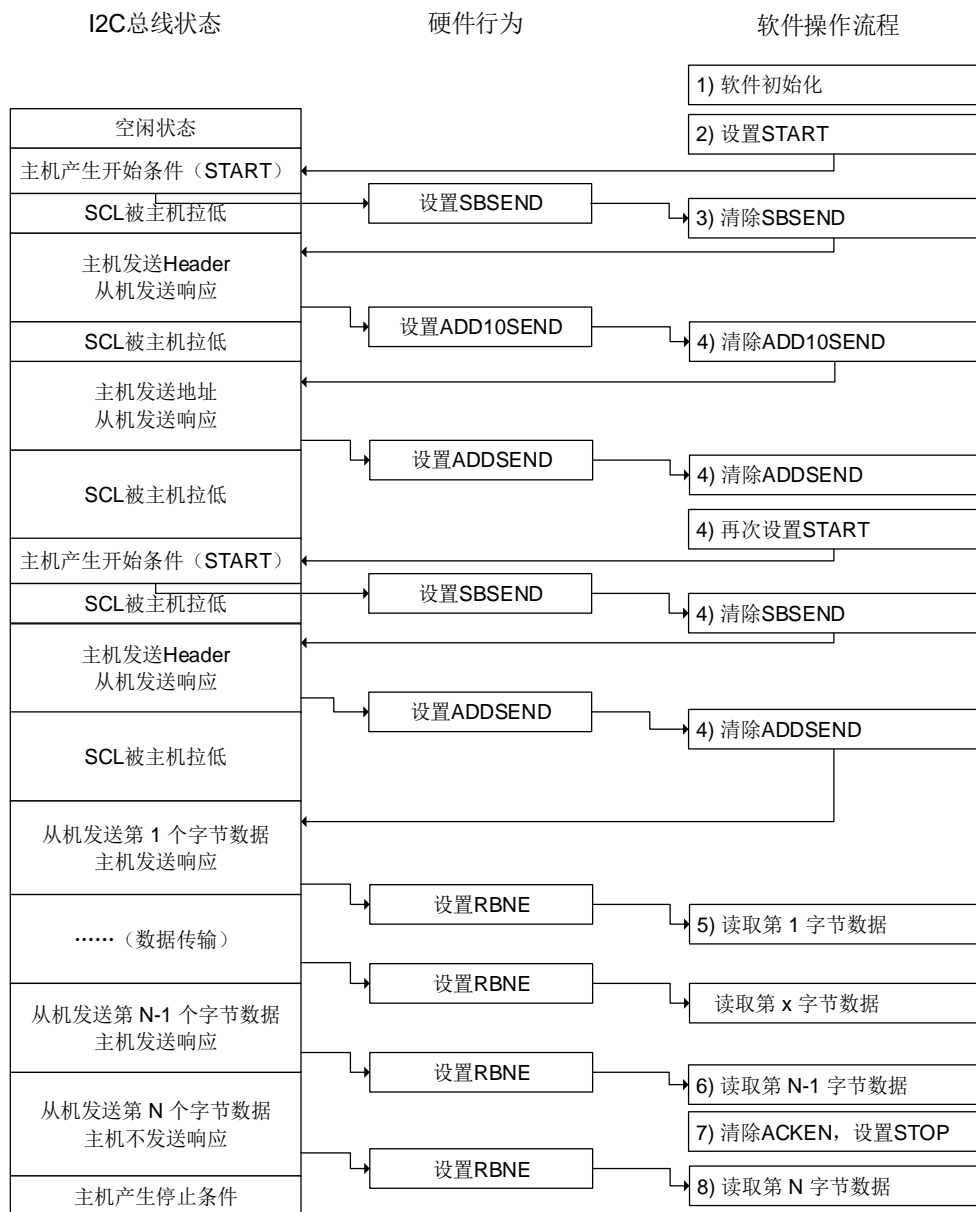 I2C总线状态 硬件行为 软件操作流程
1) 软件初始化
空闲状态
2) 设置START
主机产生开始条件（START）
设置SBSEND
SCL被主机拉低
3) 清除SBSEND
主机发送Header
从机发送响应
设置ADD10SEND
SCL被主机拉低
4) 清除ADD10SEND
主机发送地址
从机发送响应
设置ADDSEND
4) 清除ADDSEND
SCL被主机拉低
4) 再次设置START
主机产生开始条件（START）
设置SBSEND
SCL被主机拉低
4) 清除SBSEND
主机发送Header
从机发送响应
设置ADDSEND
4) 清除ADDSEND
SCL被主机拉低
从机发送第 1 个字节数据
主机发送响应
设置RBNE
5) 读取第 1 字节数据
……（数据传输）
设置RBNE
读取第 x 字节数据
从机发送第 N-1 个字节数据
主机发送响应
设置RBNE
6) 读取第 N-1 字节数据
从机发送第 N 个字节数据
主机不发送响应
7) 清除ACKEN，设置STOP
设置RBNE
8) 读取第 N 字节数据
主机产生停止条件